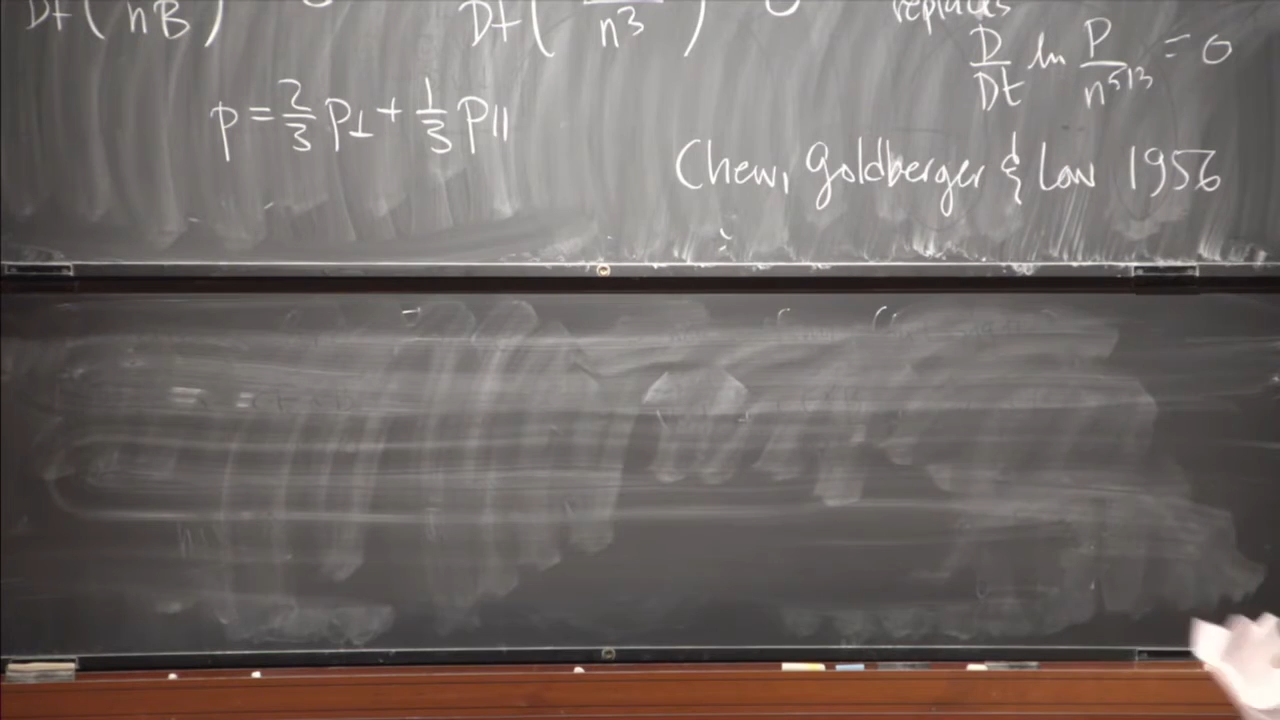 Dt ( nB ) Dt ( n³ ) replaces
D/Dt ln P/n^5/3 = 0
p = 2/3 p⊥ + 1/3 p||
Chew, Goldberger & Low 1956